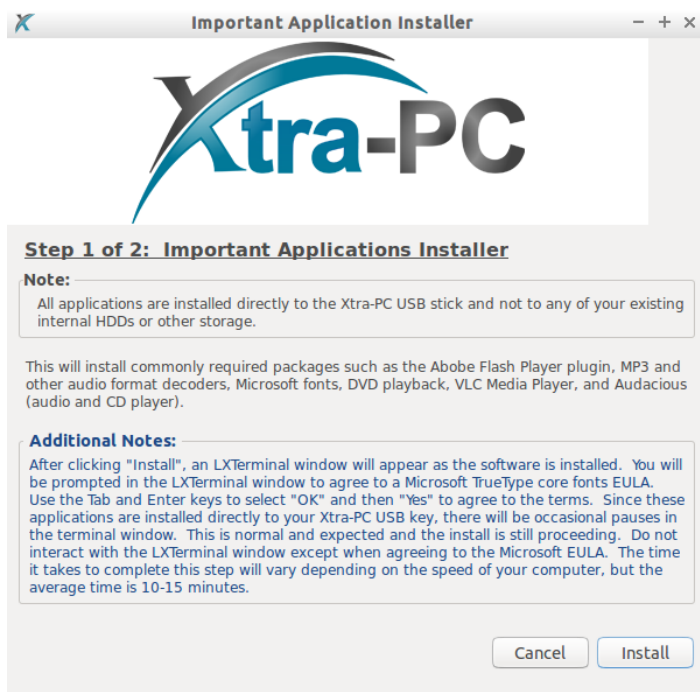 Important Application Installer
Xtra-PC
Step 1 of 2: Important Applications Installer
Note:
All applications are installed directly to the Xtra-PC USB stick and not to any of your existing
internal HDDs or other storage.
This will install commonly required packages such as the Abobe Flash Player plugin, MP3 and
other audio format decoders, Microsoft fonts, DVD playback, VLC Media Player, and Audacious
(audio and CD player).
Additional Notes:
After clicking "Install", an LXTerminal window will appear as the software is installed. You will
be prompted in the LXTerminal window to agree to a Microsoft TrueType core fonts EULA.
Use the Tab and Enter keys to select "OK" and then "Yes" to agree to the terms. Since these
applications are installed directly to your Xtra-PC USB key, there will be occasional pauses in
the terminal window. This is normal and expected and the install is still proceeding. Do not
interact with the LXTerminal window except when agreeing to the Microsoft EULA. The time
it takes to complete this step will vary depending on the speed of your computer, but the
average time is 10-15 minutes.
Cancel
Install